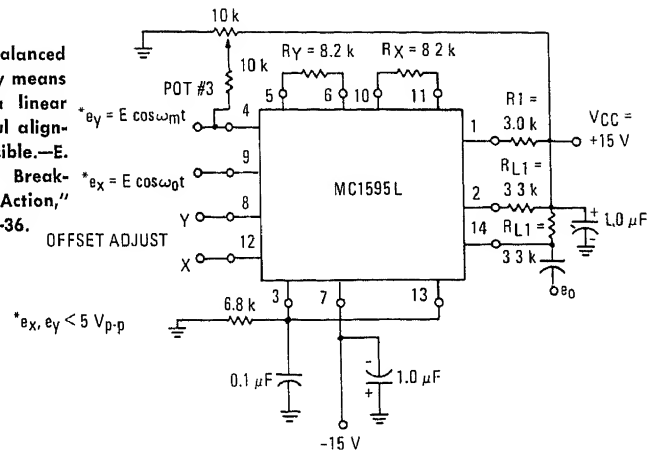 10 k
alanced
y means
a linear
al align-
sible.—E.
Break-
Action,"
-36.
10 k
POT #3
RY = 8.2 k
RX = 8.2 k
5
6
10
11
*ey = E cosωmt
4
1
R1 =
3.0 k
VCC =
+15 V
9
*ex = E cosω0t
MC1595L
RL1 =
2
3 3 k
8
Y
14
RL1 =
3 3 k
+
1.0 μF
-
OFFSET ADJUST
12
X
eo
6.8 k
3
7
13
*ex, ey < 5 Vp-p
0.1 μF
-
1.0 μF
+
-15 V